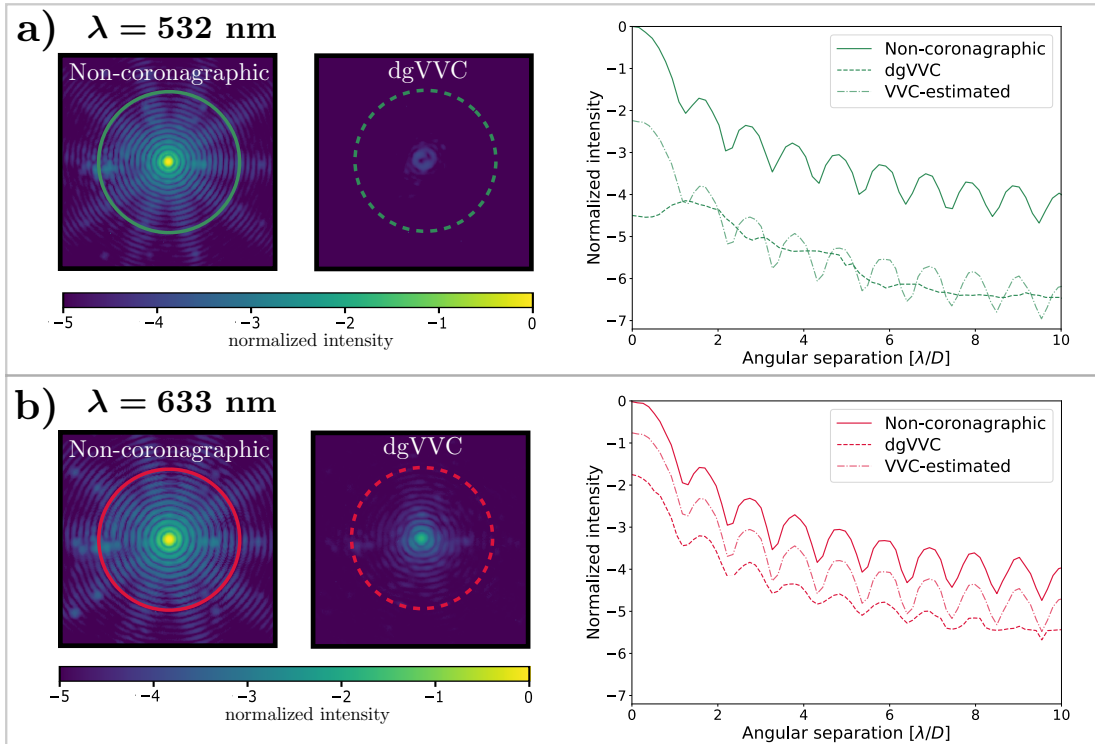 a) λ = 532 nm
Non-coronagraphic
dgVVC
−5 −4 −3 −2 −1 0
normalized intensity
0
−1
−2
−3
−4
−5
−6
−7
Normalized intensity
Non-coronagraphic
dgVVC
VVC-estimated
0 2 4 6 8 10
Angular separation [λ/D]
b) λ = 633 nm
Non-coronagraphic
dgVVC
−5 −4 −3 −2 −1 0
normalized intensity
0
−1
−2
−3
−4
−5
−6
−7
Normalized intensity
Non-coronagraphic
dgVVC
VVC-estimated
0 2 4 6 8 10
Angular separation [λ/D]